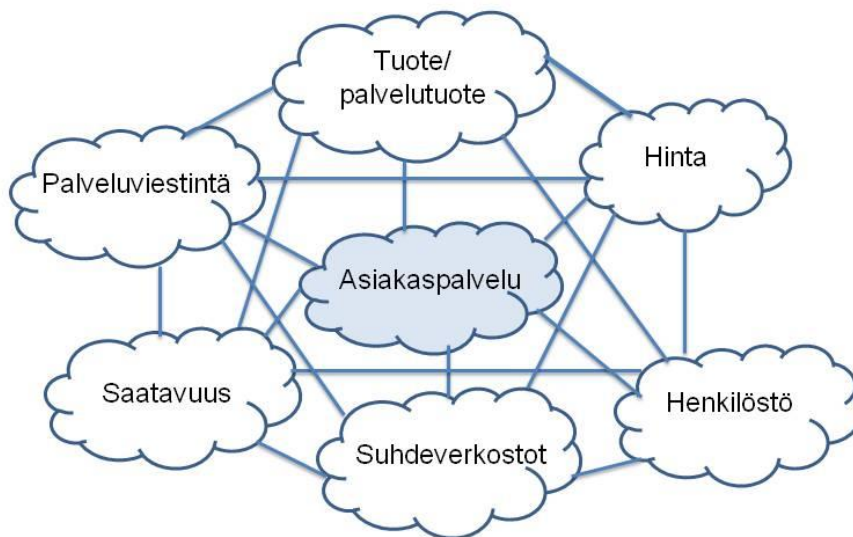 Tuote/
palvelutuote
Hinta
Palveluviestintä
Asiakaspalvelu
Saatavuus
Henkilöstö
Suhdeverkostot